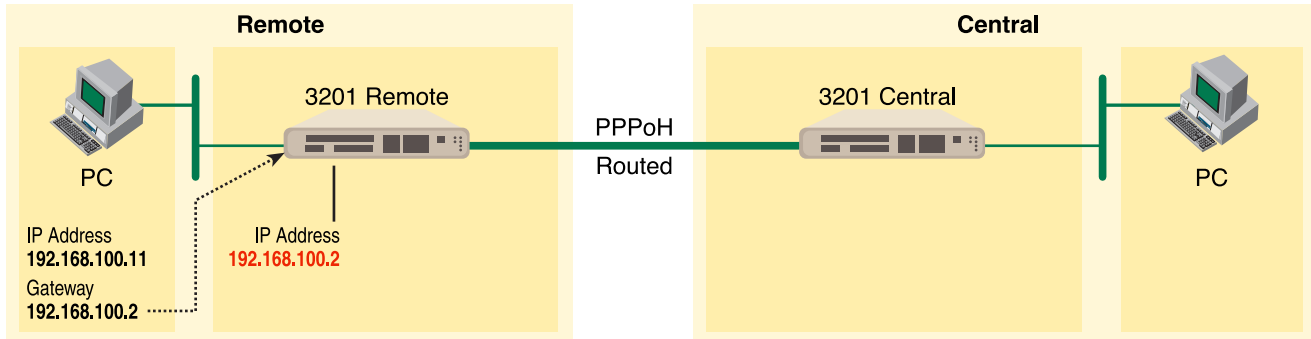 Remote
Central
3201 Remote
3201 Central
PPPoH
Routed
PC
PC
IP Address
192.168.100.11
Gateway
192.168.100.2
IP Address
192.168.100.2